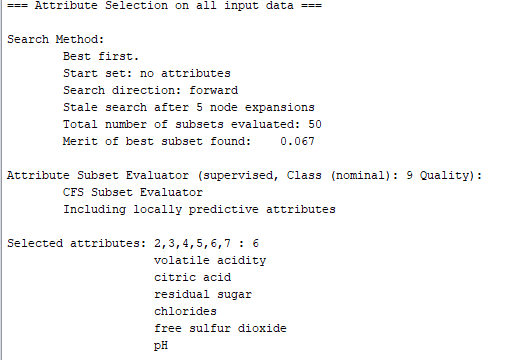 === Attribute Selection on all input data ===
Search Method:
Best first.
Start set: no attributes
Search direction: forward
Stale search after 5 node expansions
Total number of subsets evaluated: 50
Merit of best subset found: 0.067
Attribute Subset Evaluator (supervised, Class (nominal): 9 Quality):
CFS Subset Evaluator
Including locally predictive attributes
Selected attributes: 2,3,4,5,6,7 : 6
volatile acidity
citric acid
residual sugar
chlorides
free sulfur dioxide
pH